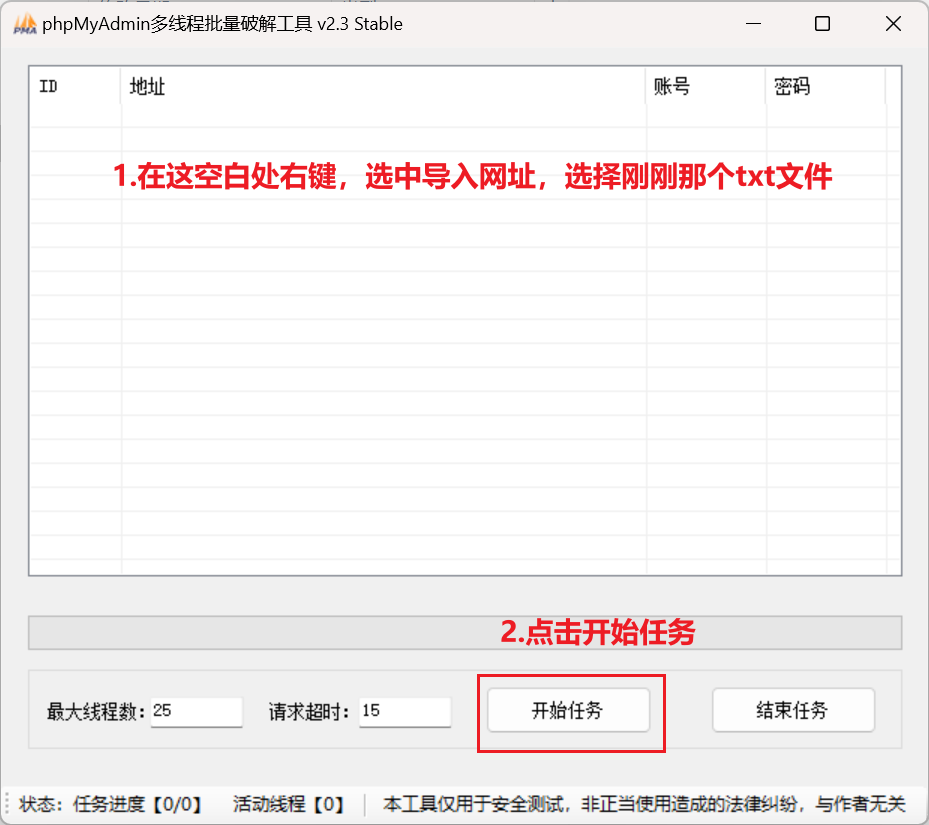 phpMyAdmin多线程批量破解工具 v2.3 Stable
ID 地址 账号 密码
1.在这空白处右键，选中导入网址，选择刚刚那个txt文件
2.点击开始任务
最大线程数: 25 请求超时: 15 开始任务 结束任务
状态: 任务进度【0/0】 活动线程【0】 本工具仅用于安全测试，非正当使用造成的法律纠纷，与作者无关